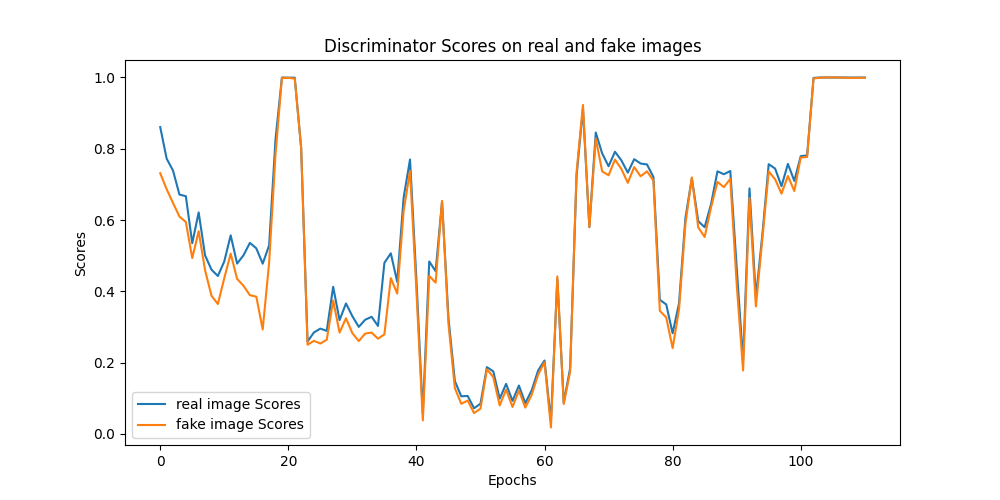 Discriminator Scores on real and fake images
Scores
1.0
0.8
0.6
0.4
0.2
0.0
real image Scores
fake image Scores
0 20 40 60 80 100
Epochs